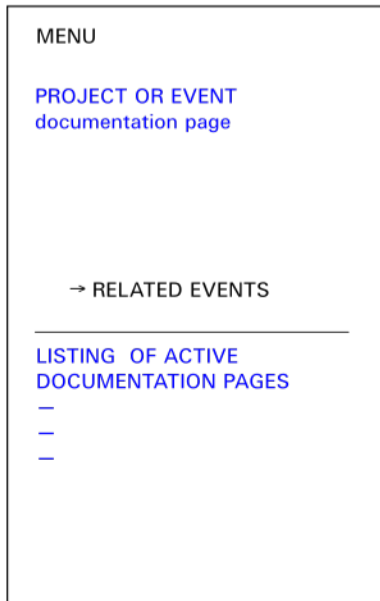 MENU
PROJECT OR EVENT
documentation page
→ RELATED EVENTS
LISTING OF ACTIVE
DOCUMENTATION PAGES
—
—
—